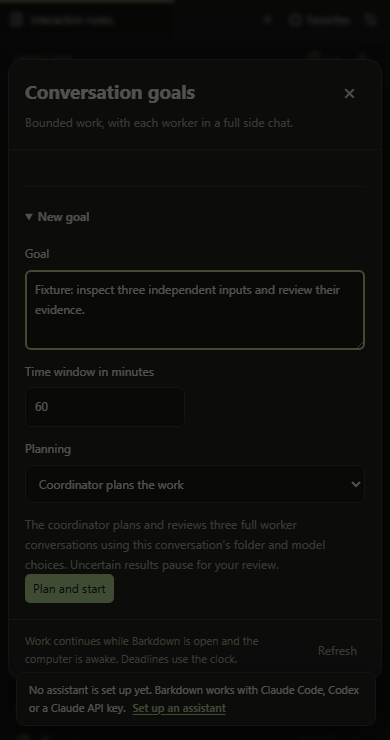 Conversation goals
Bounded work, with each worker in a full side chat.
New goal
Goal
Fixture: inspect three independent inputs and review their
evidence.
Time window in minutes
60
Planning
Coordinator plans the work
The coordinator plans and reviews three full worker
conversations using this conversation's folder and model
choices. Uncertain results pause for your review.
Plan and start
Work continues while Barkdown is open and the
computer is awake. Deadlines use the clock.
Refresh
No assistant is set up yet. Barkdown works with Claude Code, Codex
or a Claude API key. Set up an assistant